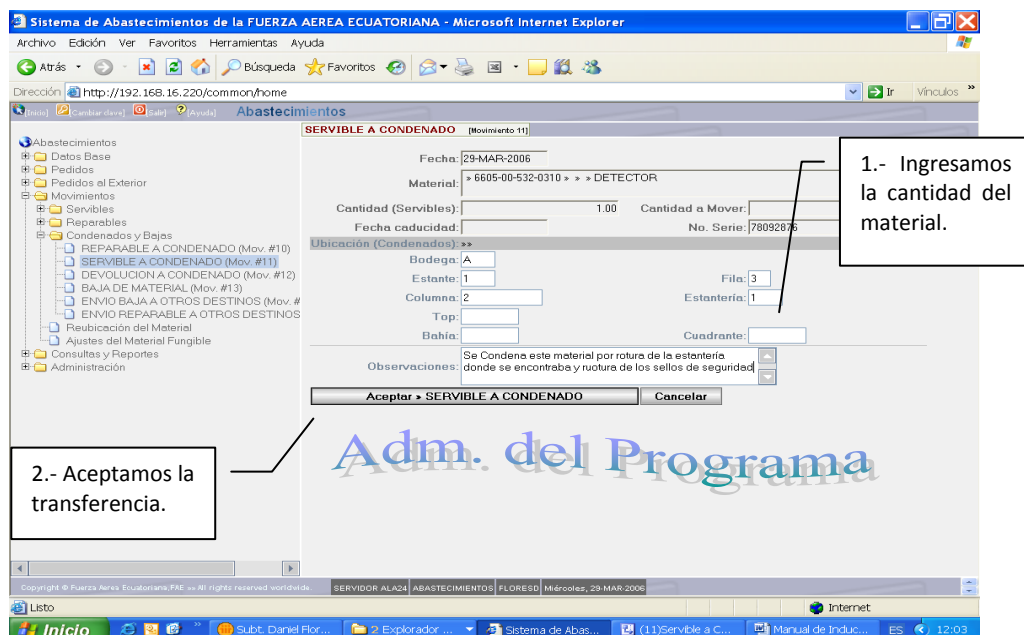 Sistema de Abastecimientos de la FUERZA AEREA ECUATORIANA - Microsoft Internet Explorer
Archivo Edición Ver Favoritos Herramientas Ayuda
Atrás Búsqueda Favoritos
Dirección http://192.168.16.220/common/home Ir Vínculos »
[Inicio] [Cambiar clave] [Salir] [Ayuda] Abastecimientos
SERVIBLE A CONDENADO [Movimiento 11]
Abastecimientos
Datos Base
Pedidos
Pedidos al Exterior
Movimientos
Servibles
Reparables
Condenados y Bajas
REPARABLE A CONDENADO (Mov. #10)
SERVIBLE A CONDENADO (Mov. #11)
DEVOLUCION A CONDENADO (Mov. #12)
BAJA DE MATERIAL (Mov. #13)
ENVIO BAJA A OTROS DESTINOS (Mov. #
ENVIO REPARABLE A OTROS DESTINOS
Reubicación del Material
Ajustes del Material Fungible
Consultas y Reportes
Administración
Fecha: 29-MAR-2006
Material: » 6605-00-532-0310 » » » DETECTOR
Cantidad (Servibles): 1.00 Cantidad a Mover:
Fecha caducidad: No. Serie: 78092876
Ubicación (Condenados): »»
Bodega: A
Estante: 1 Fila: 3
Columna: 2 Estantería: 1
Top:
Bahía: Cuadrante:
Observaciones: Se Condena este material por rotura de la estantería
donde se encontraba y ruotura de los sellos de seguridad
Aceptar » SERVIBLE A CONDENADO Cancelar
1.- Ingresamos
la cantidad del
material.
Adm. del Programa
2.- Aceptamos la
transferencia.
Copyright © Fuerza Aerea Ecuatoriana,FAE »» All rights reserved worldwide. SERVIDOR ALA24 ABASTECIMIENTOS FLORESD Miércoles, 29-MAR-2006
Listo Internet
Inicio » Subt. Daniel Flor... 2 Explorador ... Sistema de Abas... (11)Servible a C... Manual de Induc... ES 12:03